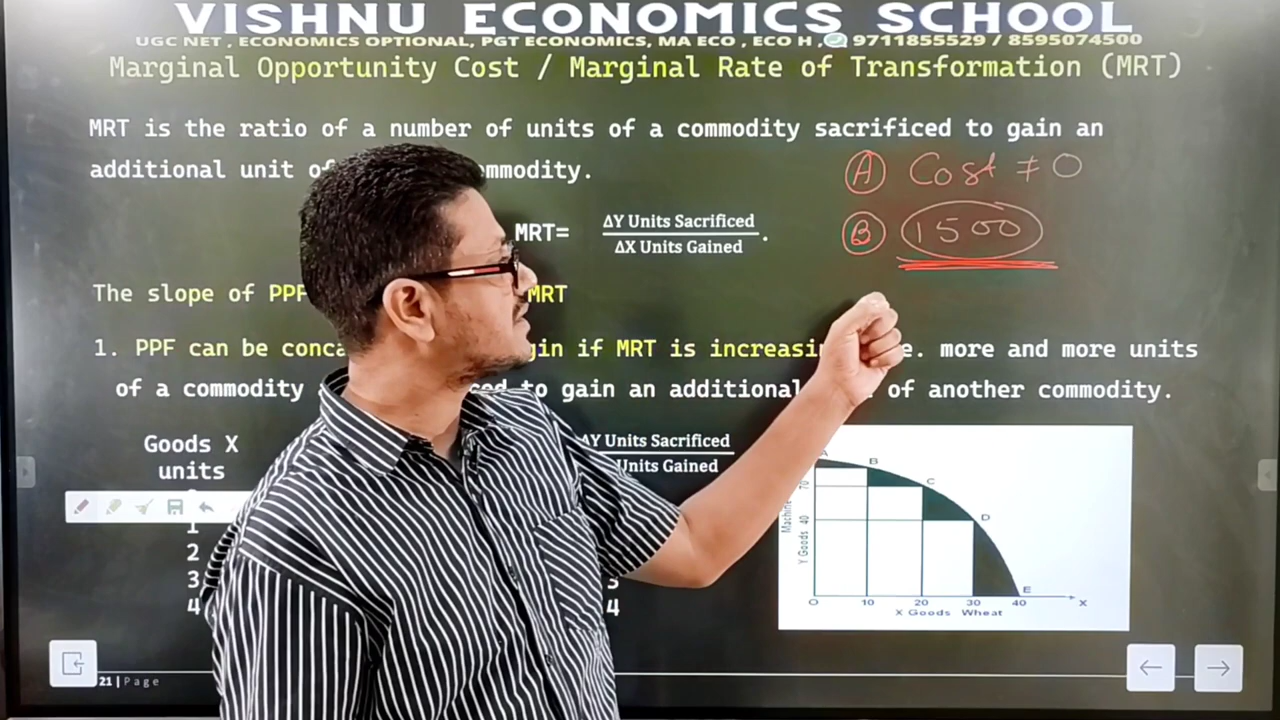 VISHNU ECONOMICS SCHOOL
UGC NET , ECONOMICS OPTIONAL, PGT ECONOMICS, MA ECO , ECO H , 9711855529 / 8595074500
Marginal Opportunity Cost / Marginal Rate of Transformation (MRT)
MRT is the ratio of a number of units of a commodity sacrificed to gain an
additional unit of
A Cost ≠ 0
MRT= ΔY Units Sacrificed
ΔX Units Gained .
B 1500
The slope of PPF MRT
1. PPF can be if MRT is more and more units
of a commodity to gain an additional of another commodity.
Goods X
units
ΔY Units Sacrificed
Units Gained
1
2
3 3
4 4
A
B
C
D
E
70
40
Y Goods Machine
O 10 20 30 40 X
X Goods Wheat
21 | Page